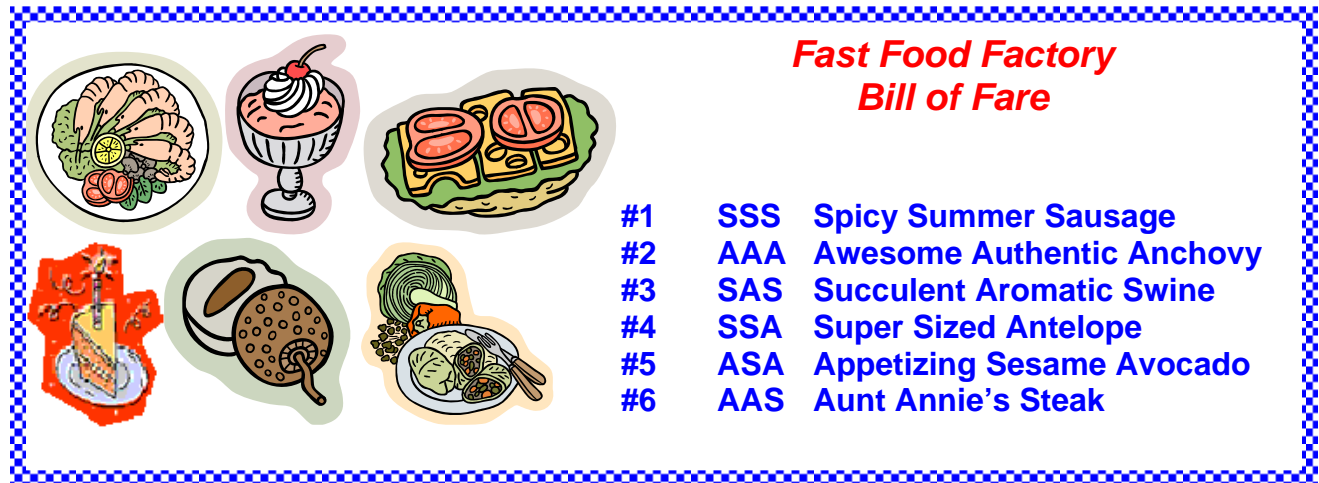 Fast Food Factory
Bill of Fare
#1 SSS Spicy Summer Sausage
#2 AAA Awesome Authentic Anchovy
#3 SAS Succulent Aromatic Swine
#4 SSA Super Sized Antelope
#5 ASA Appetizing Sesame Avocado
#6 AAS Aunt Annie's Steak